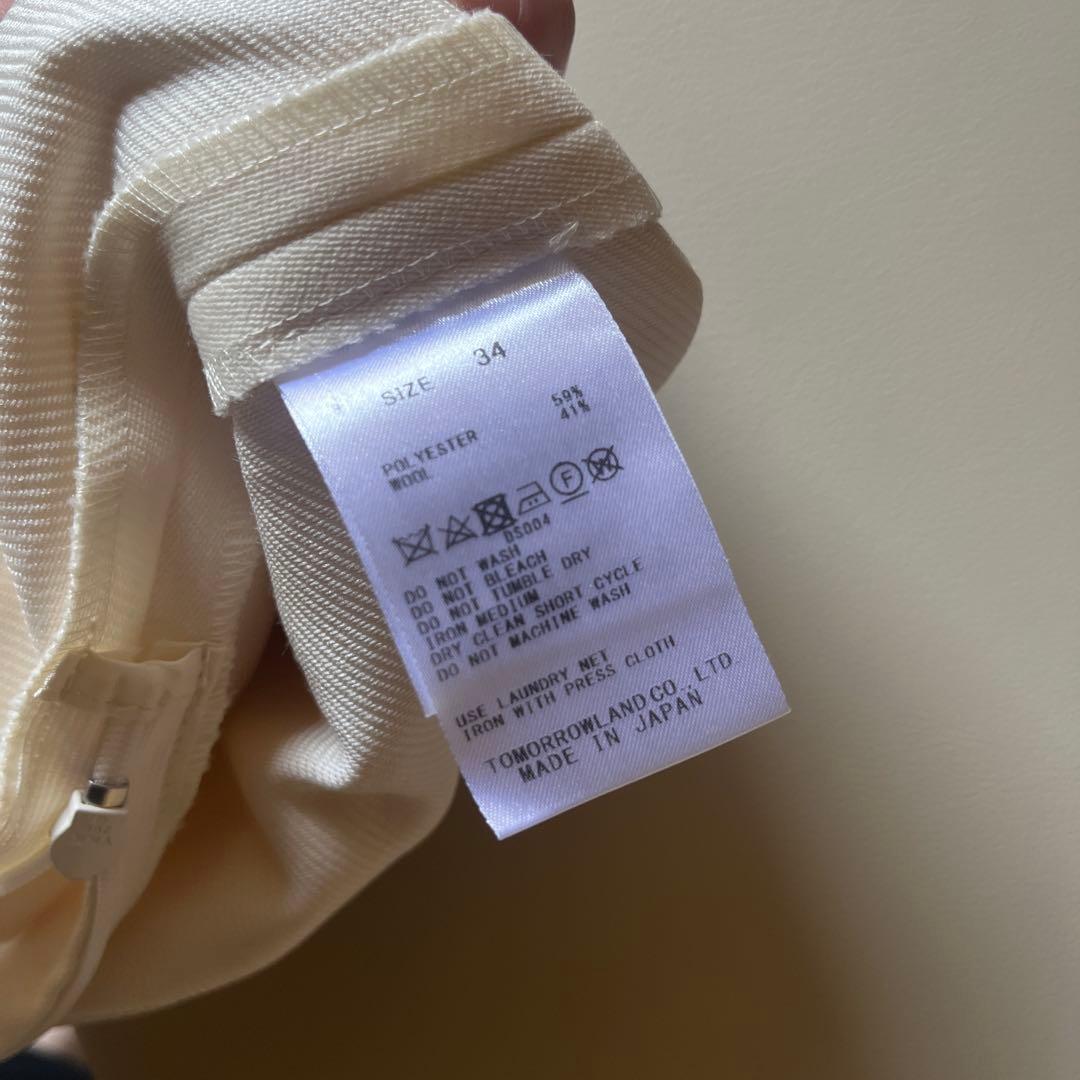 SIZE 34
POLYESTER 59%
WOOL 41%
F W
DS004
DO NOT WASH
DO NOT BLEACH
DO NOT TUMBLE DRY
IRON MEDIUM
DRY CLEAN SHORT CYCLE
DO NOT MACHINE WASH
USE LAUNDRY NET
IRON WITH PRESS CLOTH
TOMORROWLAND CO., LTD
MADE IN JAPAN